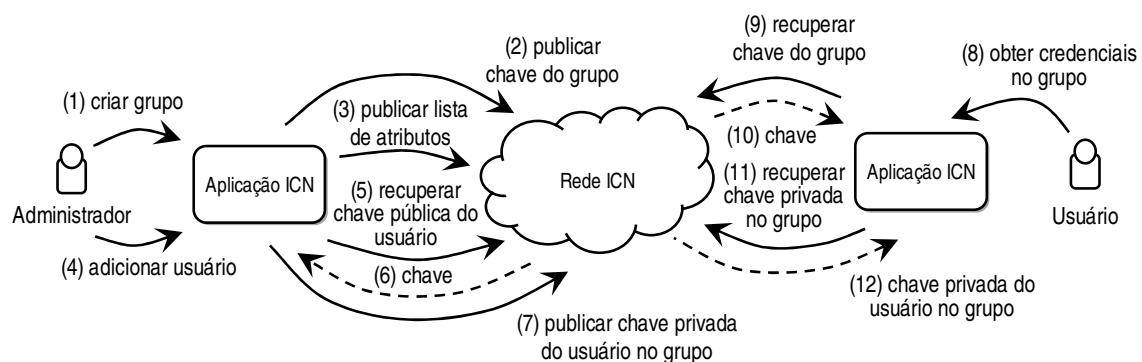 (1) criar grupo
Administrador
(4) adicionar usuário
Aplicação ICN
(2) publicar
chave do grupo
(3) publicar lista
de atributos
(5) recuperar
chave pública do
usuário
(6) chave
(7) publicar chave privada
do usuário no grupo
Rede ICN
(9) recuperar
chave do grupo
(10) chave
(11) recuperar
chave privada
no grupo
(12) chave privada do
usuário no grupo
Aplicação ICN
(8) obter credenciais
no grupo
Usuário